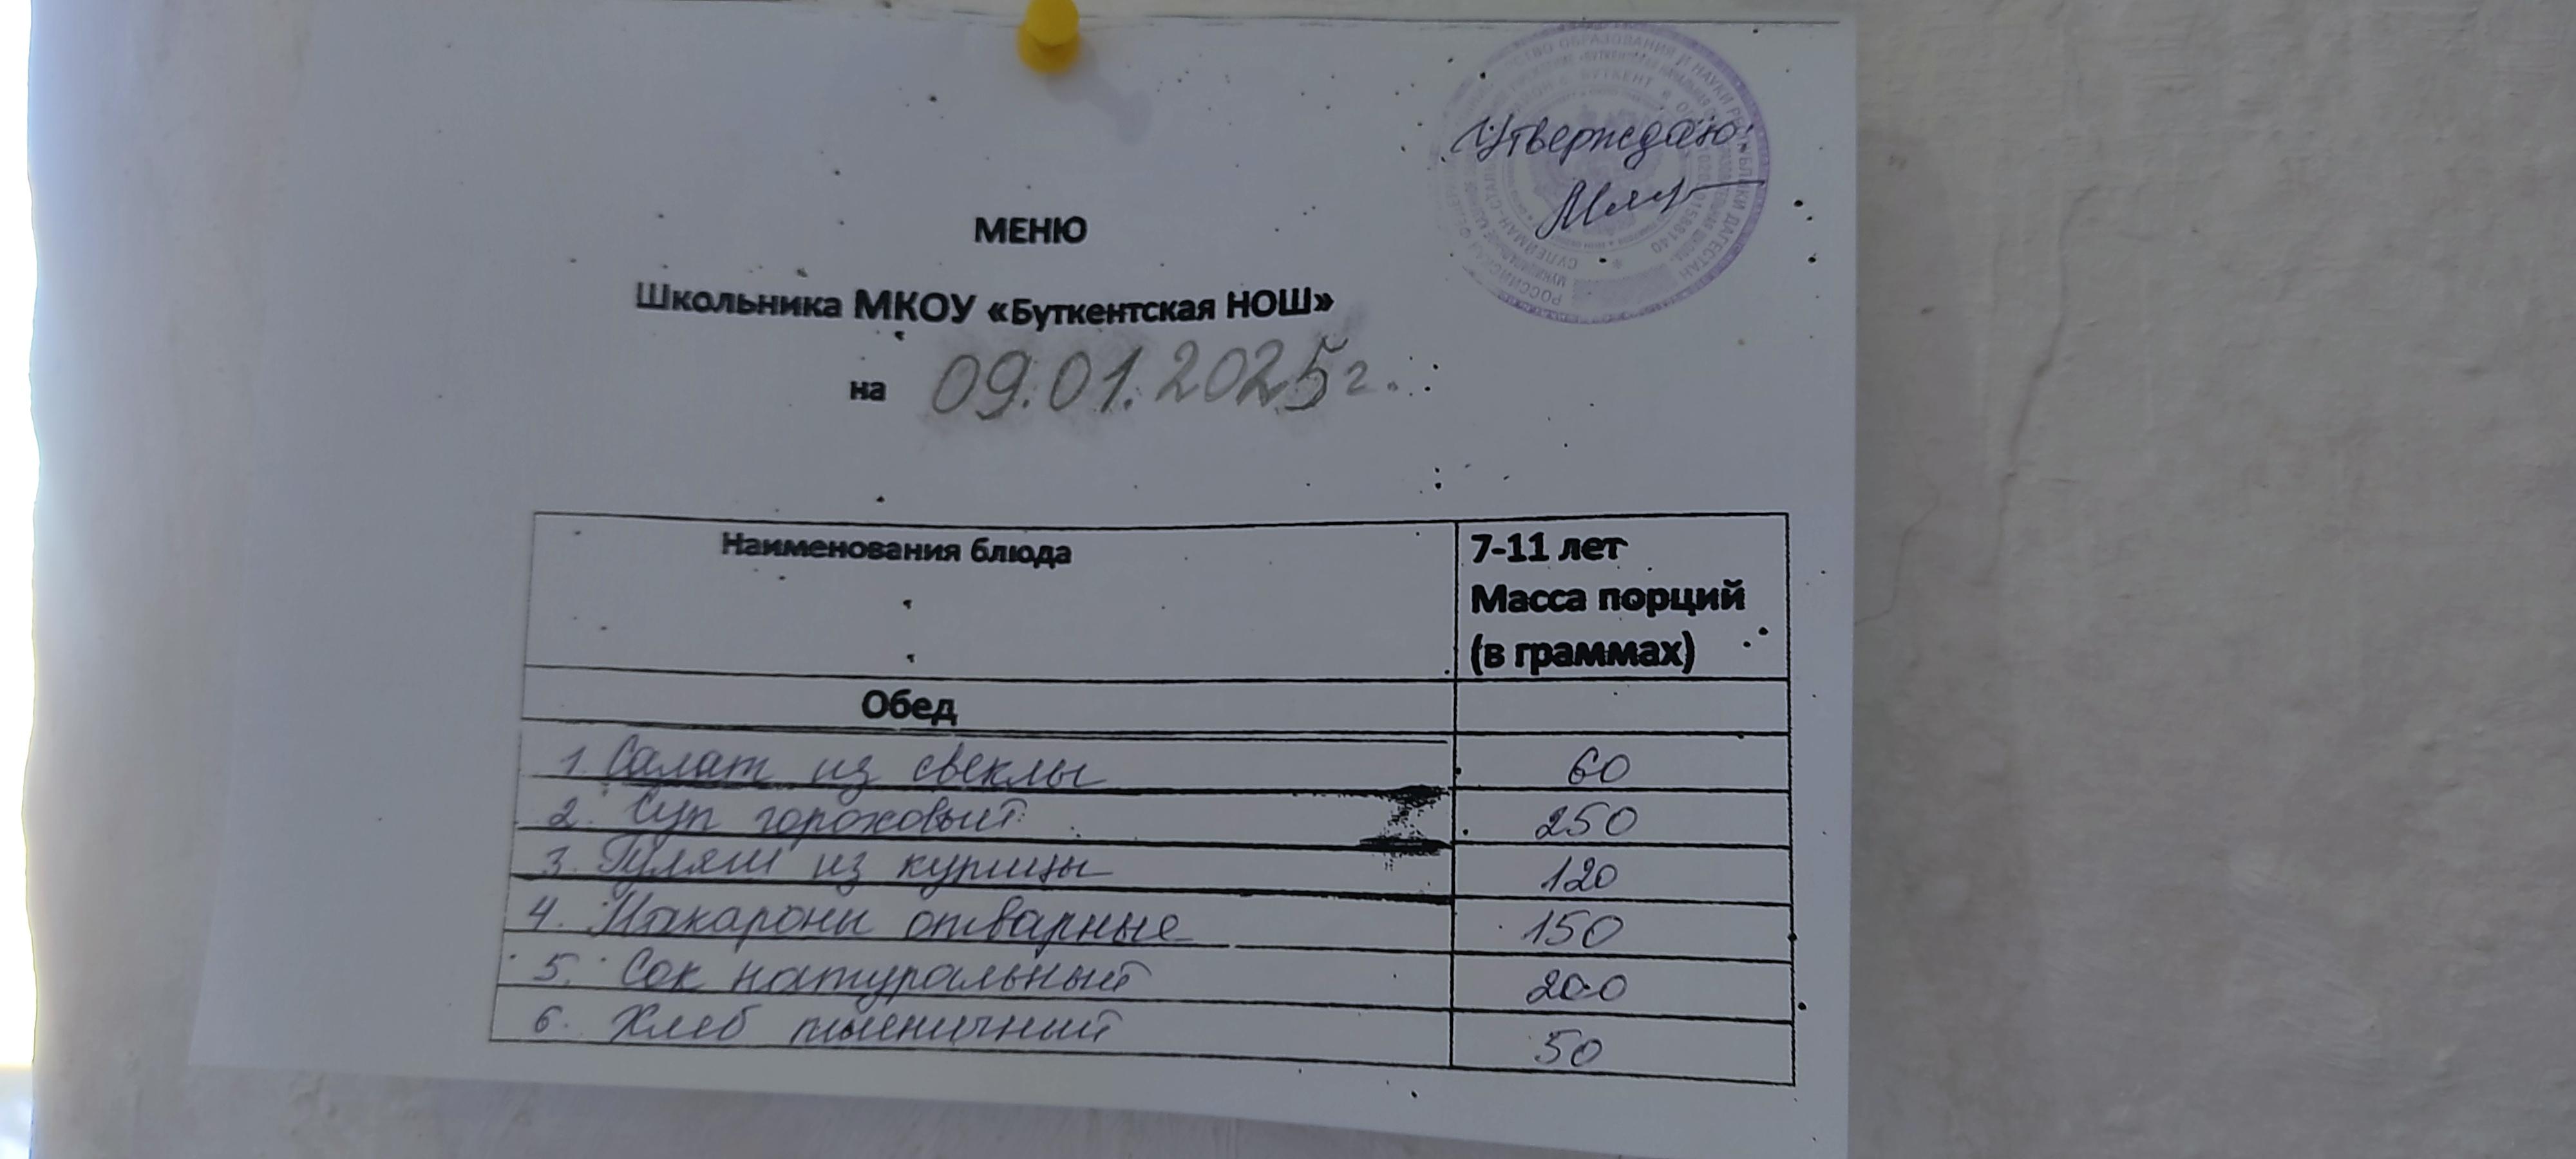 Утверждаю:
МЕНЮ
Школьника МКОУ «Буткентская НОШ»
на 09.01.2025г.
Наименования блюда
7-11 лет
Масса порций
(в граммах)
Обед
1. Салат из свеклы 60
2. Суп гороховый 250
3. Гуляш из курицы 120
4. Макароны отварные 150
5. Сок натуральный 200
6. Хлеб пшеничный 50